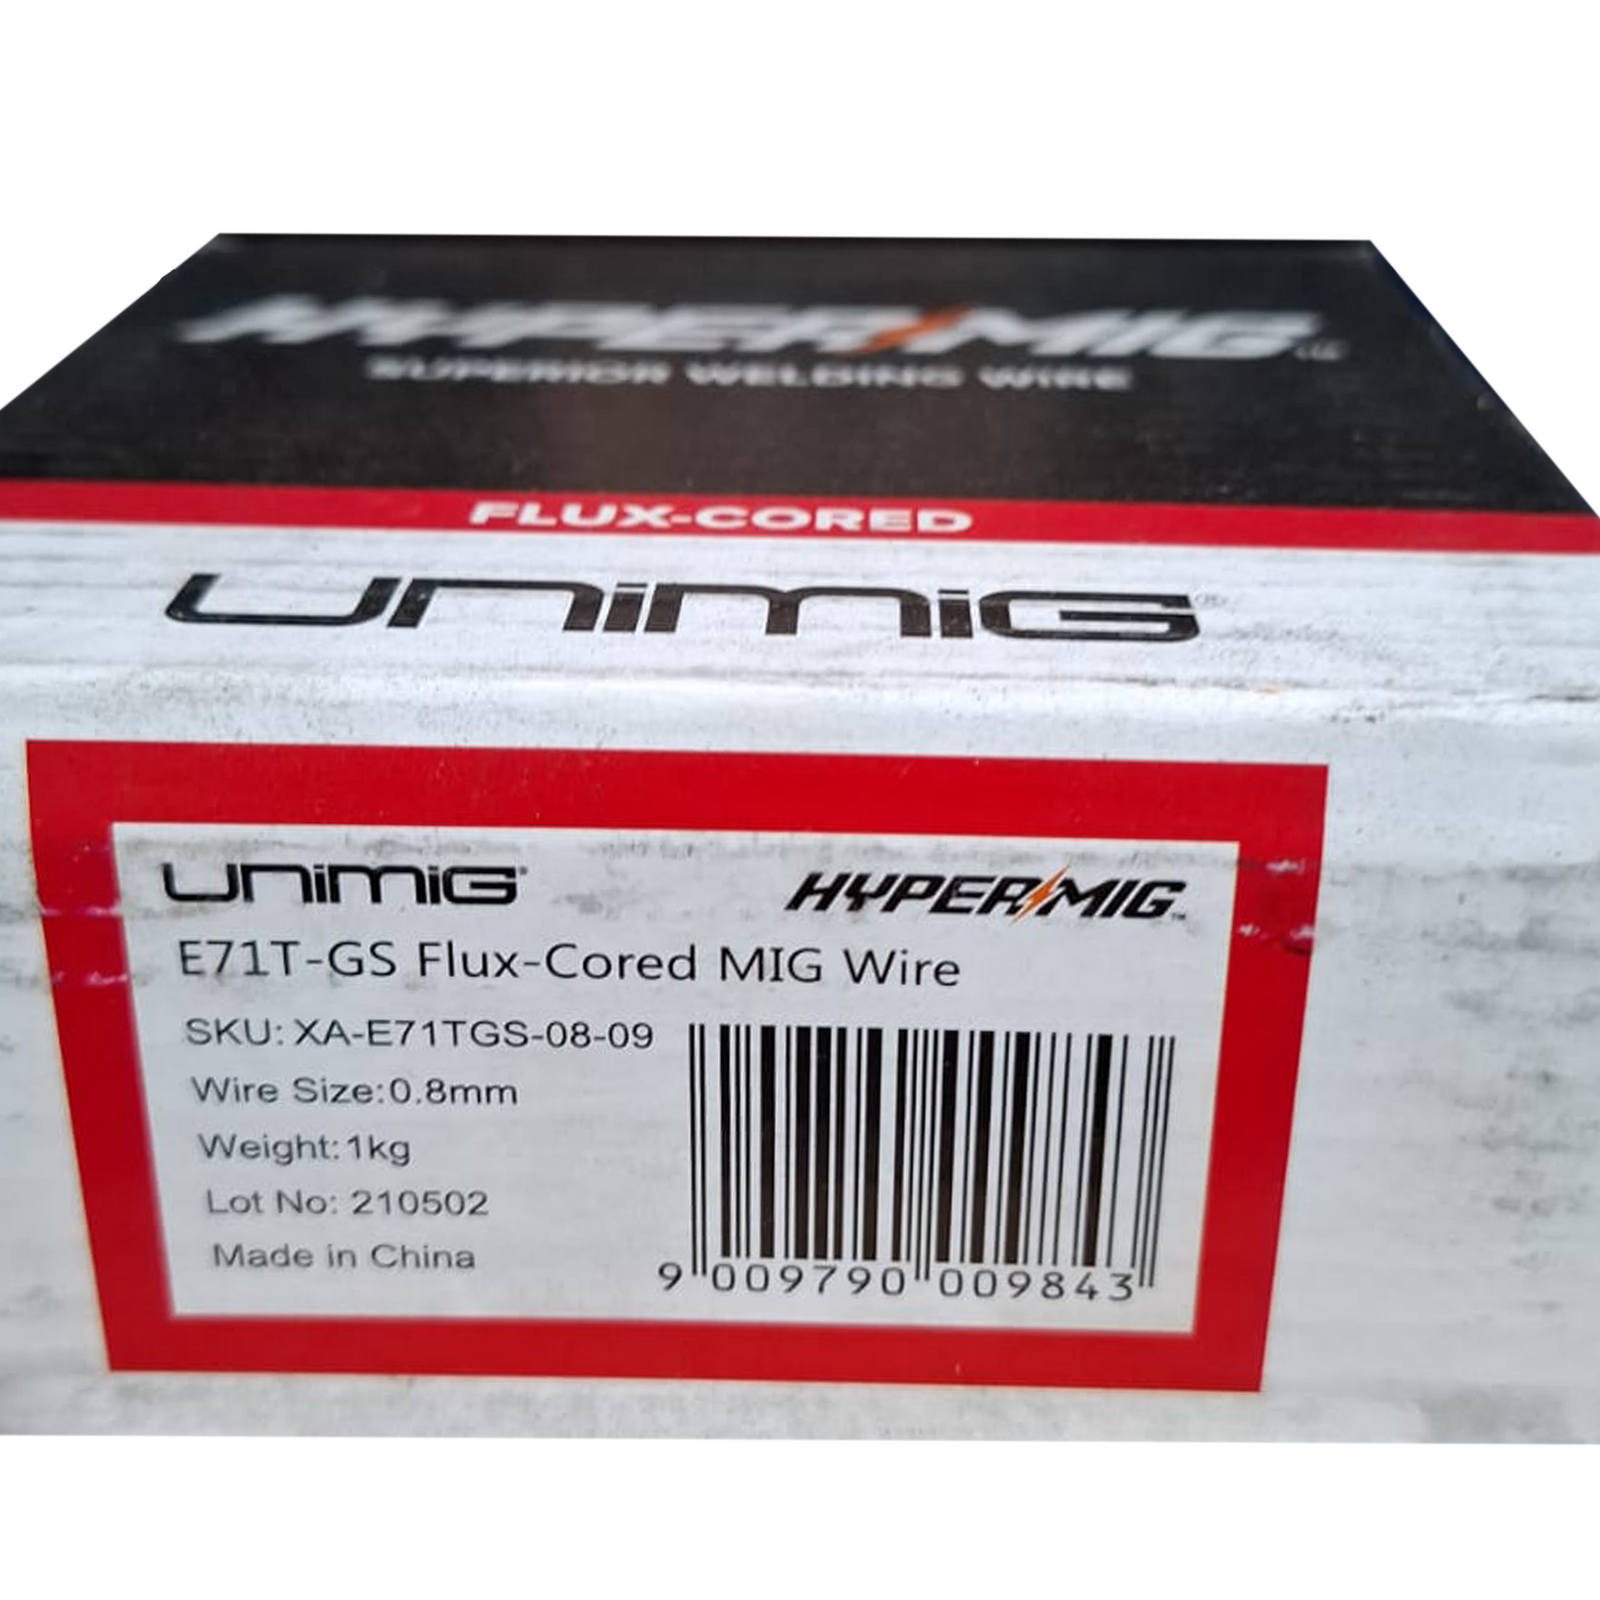 HYPERMIG
SUPERIOR WELDING WIRE
FLUX-CORED
UNIMIG®
UNIMIG® HYPERMIG™
E71T-GS Flux-Cored MIG Wire
SKU: XA-E71TGS-08-09
Wire Size:0.8mm
Weight:1kg
Lot No: 210502
Made in China
9 009790 009843